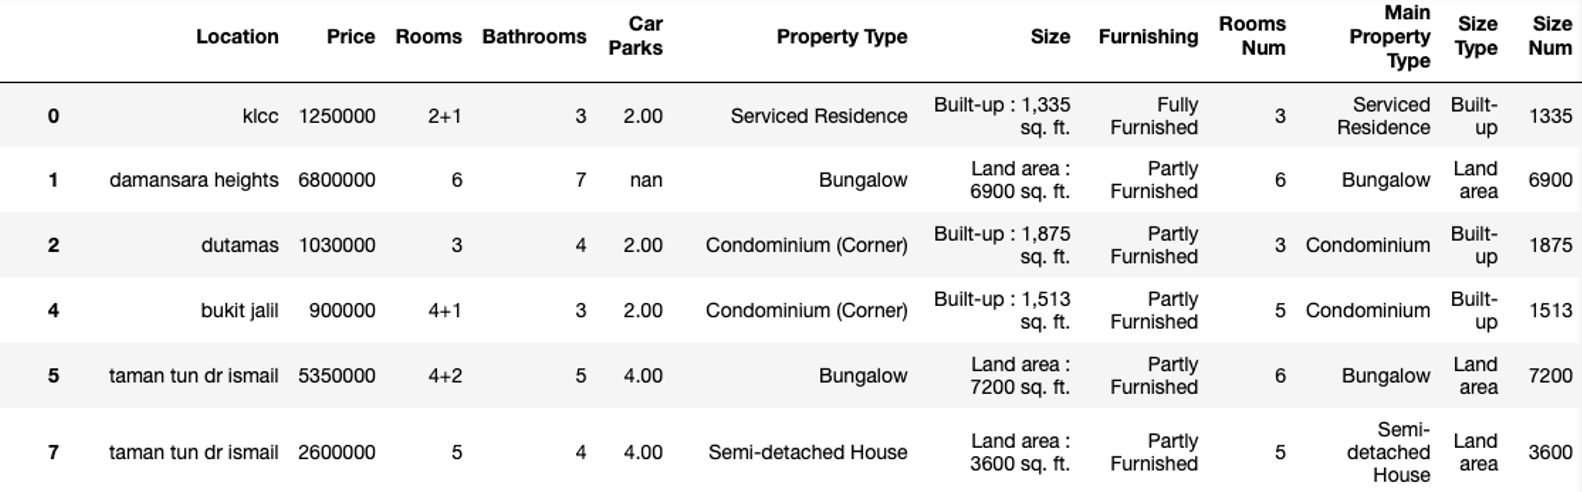 Location Price Rooms Bathrooms Car Parks Property Type Size Furnishing Rooms Num Main Property Type Size Type Size Num
0 klcc 1250000 2+1 3 2.00 Serviced Residence Built-up : 1,335 sq. ft. Fully Furnished 3 Serviced Residence Built-up 1335
1 damansara heights 6800000 6 7 nan Bungalow Land area : 6900 sq. ft. Partly Furnished 6 Bungalow Land area 6900
2 dutamas 1030000 3 4 2.00 Condominium (Corner) Built-up : 1,875 sq. ft. Partly Furnished 3 Condominium Built-up 1875
4 bukit jalil 900000 4+1 3 2.00 Condominium (Corner) Built-up : 1,513 sq. ft. Partly Furnished 5 Condominium Built-up 1513
5 taman tun dr ismail 5350000 4+2 5 4.00 Bungalow Land area : 7200 sq. ft. Partly Furnished 6 Bungalow Land area 7200
7 taman tun dr ismail 2600000 5 4 4.00 Semi-detached House Land area : 3600 sq. ft. Partly Furnished 5 Semi-detached House Land area 3600